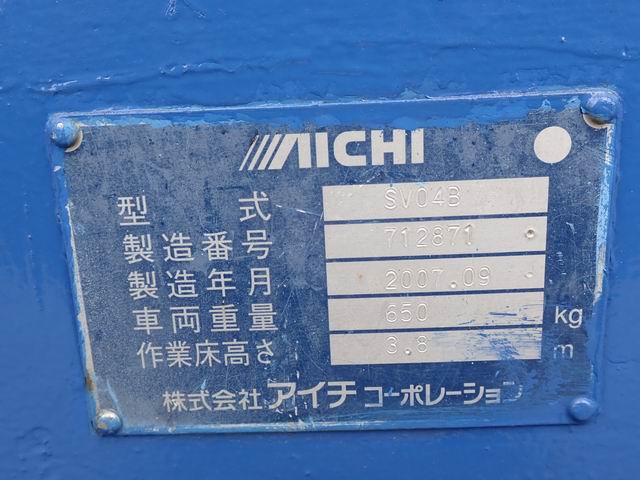 AICHI
型 式 SV04B
製造番号 712871
製造年月 2007.09
車両重量 650 kg
作業床高さ 3.8 m
株式会社アイチコーポレーション